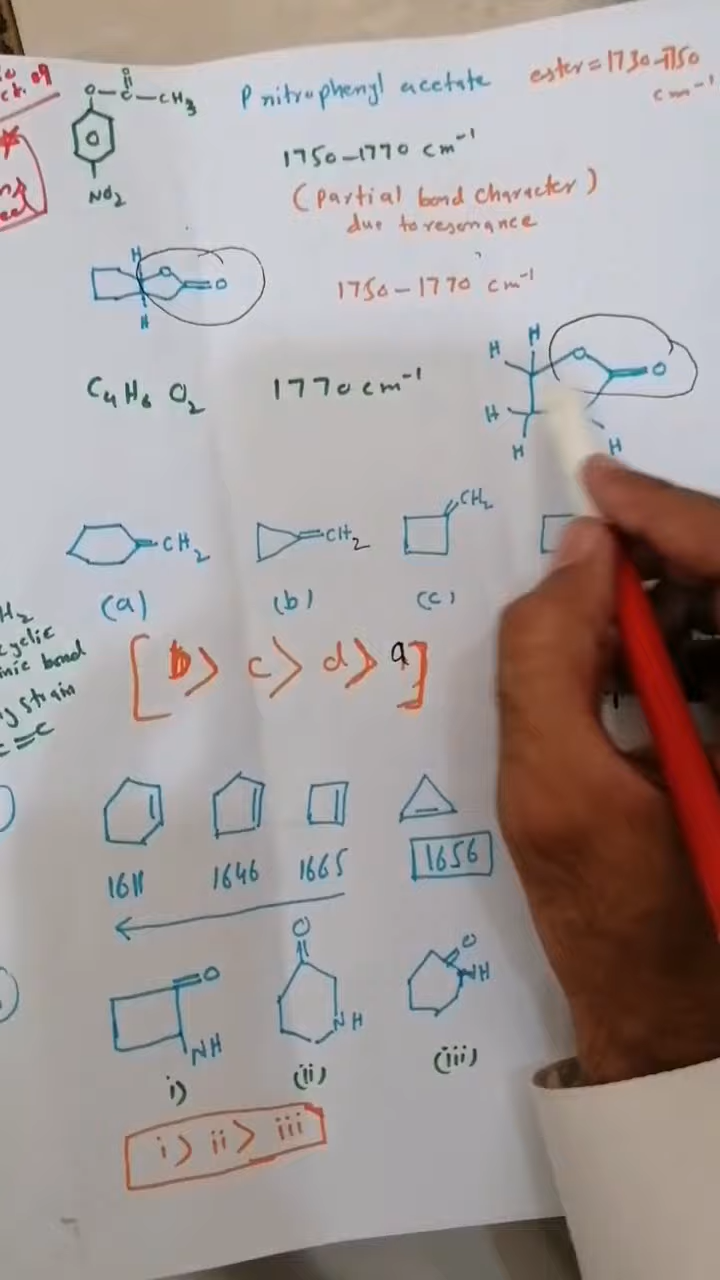 O
O-C-CH3
P nitrophenyl acetate
ester = 1730-1750
cm-1
O
NO2
1750-1770 cm-1
(Partial bond character)
due to resonance
H
O
O
H
1750-1770 cm-1
C4H6 O2
1770 cm-1
H
H
O
O
H
H
H
CH2
CH2
CH2
(a)
(b)
(c)
[b> c> d> a]
1611
1646
1665
1656
O
NH
i)
O
NH
(ii)
O
NH
(iii)
i> ii> iii